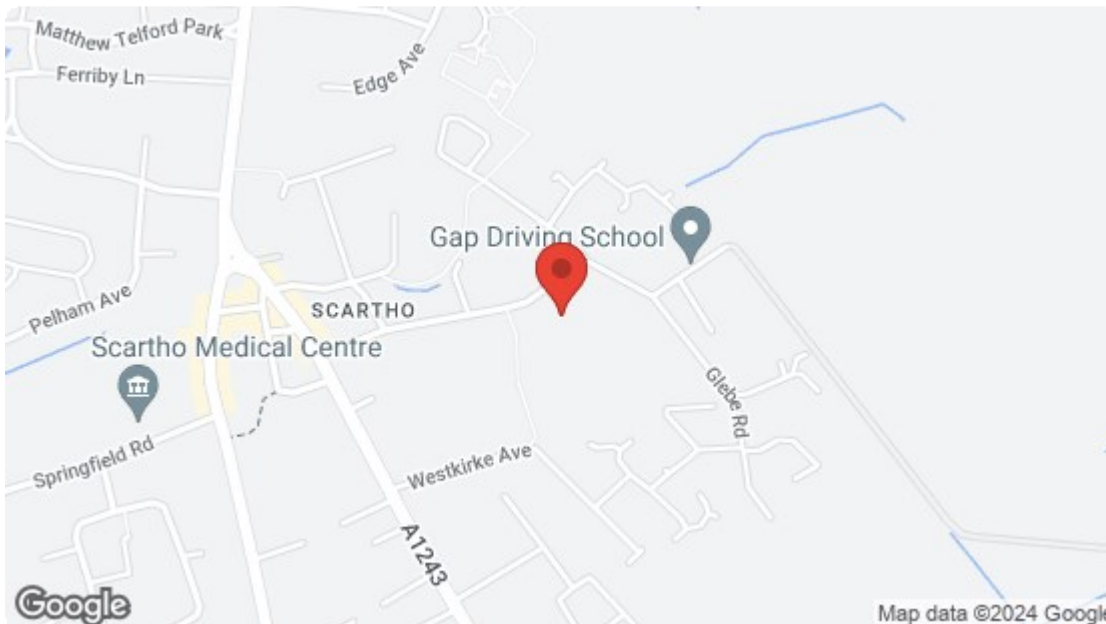 Matthew Telford Park
Ferriby Ln
Edge Ave
Gap Driving School
Pelham Ave
SCARTHO
Scartho Medical Centre
Glebe Rd
Springfield Rd
Westkirke Ave
A1243
Google
Map data ©2024 Google